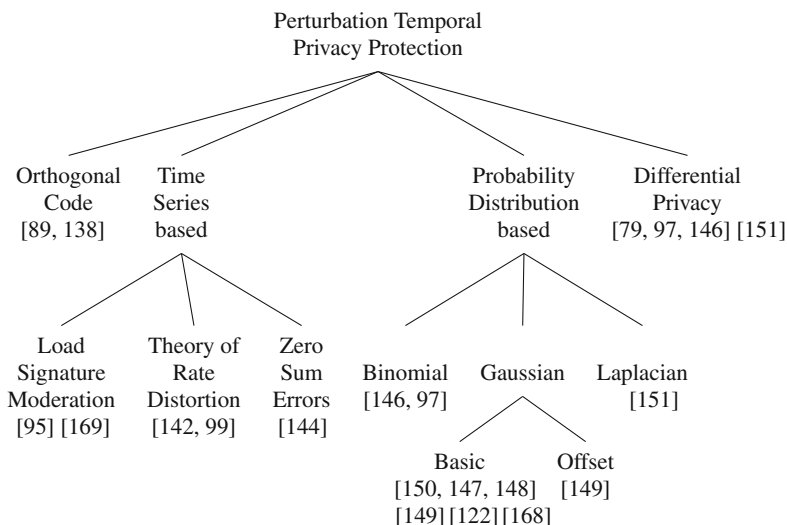 Perturbation Temporal
Privacy Protection
Orthogonal
Code
[89, 138]
Time
Series
based
Probability
Distribution
based
Differential
Privacy
[79, 97, 146] [151]
Load
Signature
Moderation
[95] [169]
Theory of
Rate
Distortion
[142, 99]
Zero
Sum
Errors
[144]
Binomial
[146, 97]
Gaussian
Laplacian
[151]
Basic
[150, 147, 148]
[149] [122] [168]
Offset
[149]